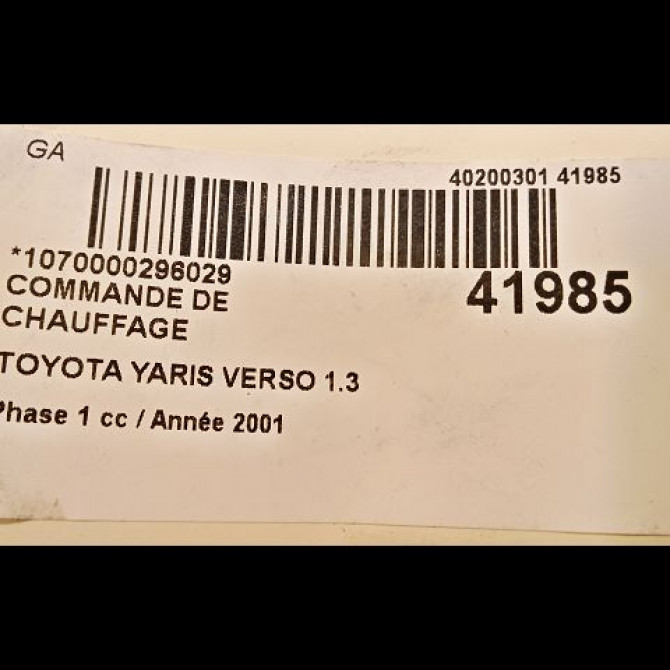 GA
40200301 41985
*1070000296029
41985
COMMANDE DE
CHAUFFAGE
TOYOTA YARIS VERSO 1.3
Phase 1 cc / Année 2001